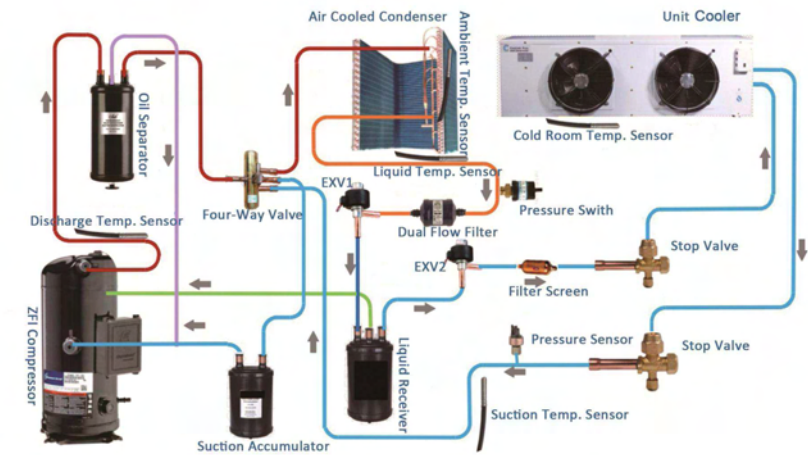 Air Cooled Condenser
Ambient Temp. Sensor
Unit Cooler
Oil Separator
Cold Room Temp. Sensor
Liquid Temp. Sensor
EXV1
Discharge Temp. Sensor
Four-Way Valve
Dual Flow Filter
Pressure Swith
EXV2
Stop Valve
Filter Screen
ZFI Compressor
Liquid Receiver
Pressure Sensor
Stop Valve
Suction Temp. Sensor
Suction Accumulator